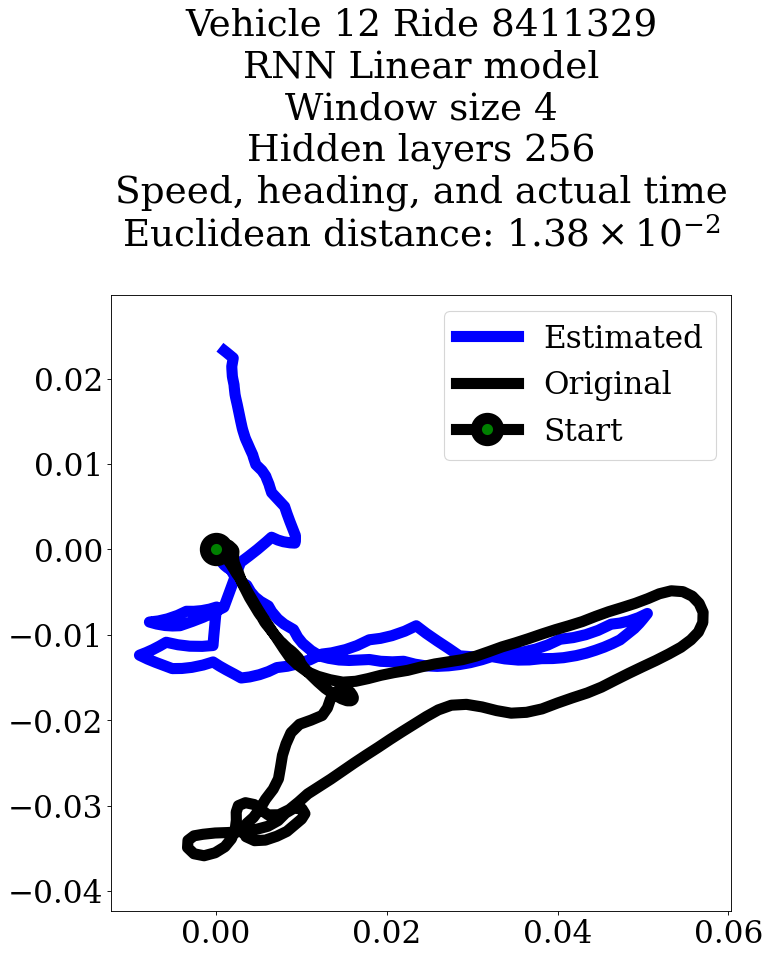 Vehicle 12 Ride 8411329
RNN Linear model
Window size 4
Hidden layers 256
Speed, heading, and actual time
Euclidean distance: 1.38 × 10⁻²
Estimated
Original
Start
0.02
0.01
0.00
−0.01
−0.02
−0.03
−0.04
0.00 0.02 0.04 0.06